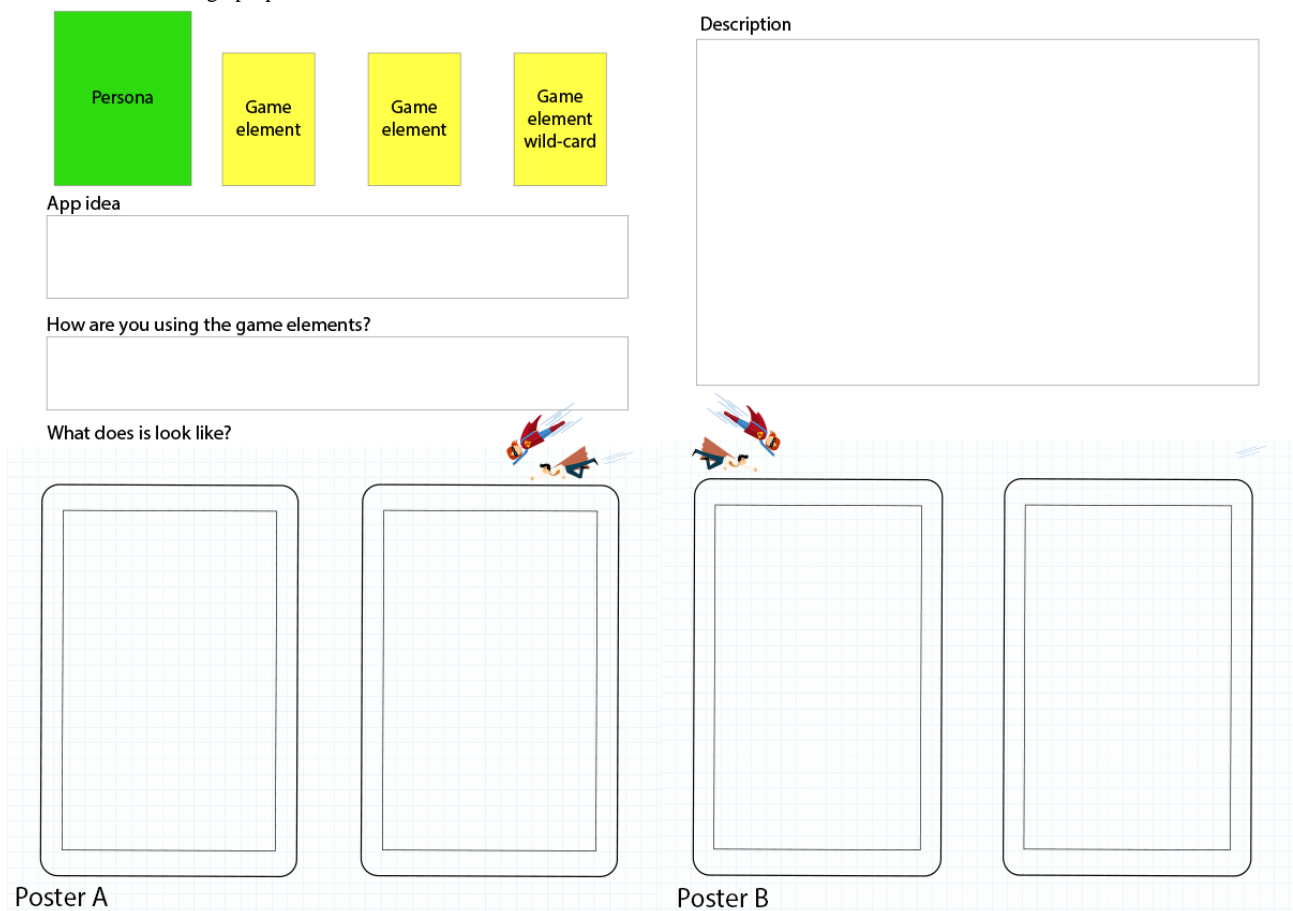 Persona
Game
element
Game
element
Game
element
wild-card
App idea
How are you using the game elements?
What does is look like?
Poster A
Description
Poster B